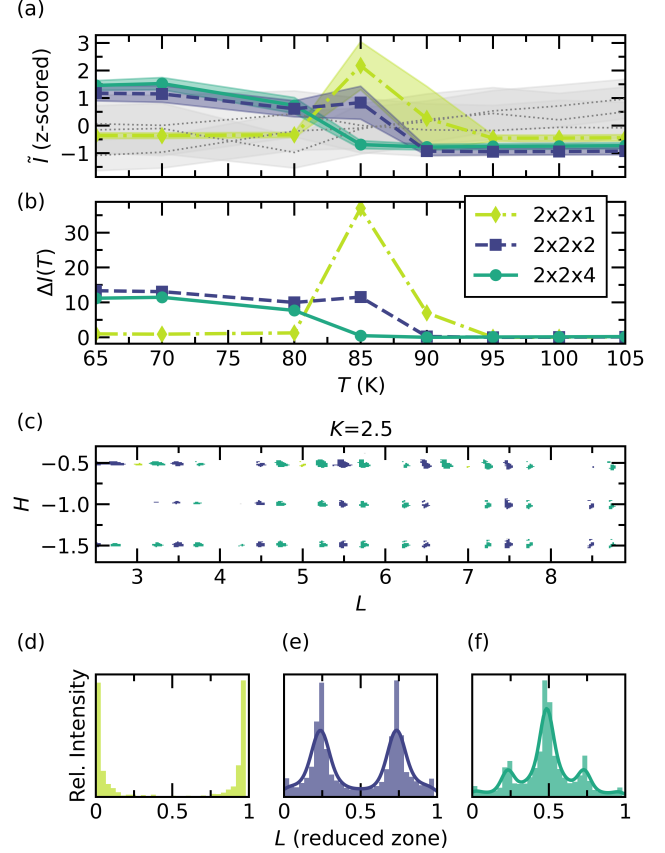 (a)
3
2
1
0
−1
Ĩ (z-scored)
(b)
30
20
10
0
ΔI(T)
2x2x1
2x2x2
2x2x4
65 70 75 80 85 90 95 100 105
T (K)
(c)
K=2.5
−0.5
−1.0
−1.5
H
3 4 5 6 7 8
L
(d) (e) (f)
Rel. Intensity
0 0.5 1 0 0.5 1 0 0.5 1
L (reduced zone)